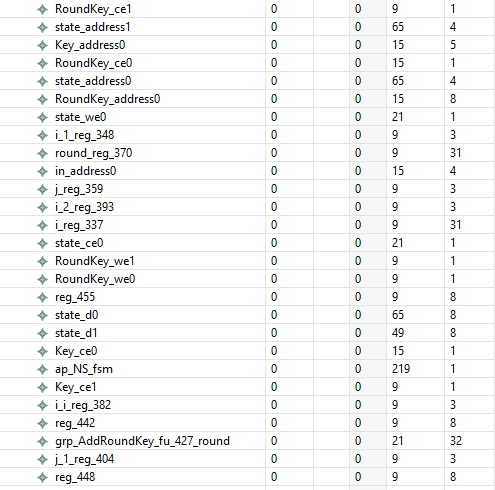 RoundKey_ce1 0 0 9 1
state_address1 0 0 65 4
Key_address0 0 0 15 5
RoundKey_ce0 0 0 15 1
state_address0 0 0 65 4
RoundKey_address0 0 0 15 8
state_we0 0 0 21 1
i_1_reg_348 0 0 9 3
round_reg_370 0 0 9 31
in_address0 0 0 15 4
j_reg_359 0 0 9 3
i_2_reg_393 0 0 9 3
i_reg_337 0 0 9 31
state_ce0 0 0 21 1
RoundKey_we1 0 0 9 1
RoundKey_we0 0 0 9 1
reg_455 0 0 9 8
state_d0 0 0 65 8
state_d1 0 0 49 8
Key_ce0 0 0 15 1
ap_NS_fsm 0 0 219 1
Key_ce1 0 0 9 1
i_i_reg_382 0 0 9 3
reg_442 0 0 9 8
grp_AddRoundKey_fu_427_round 0 0 21 32
j_1_reg_404 0 0 9 3
reg_448 0 0 9 8